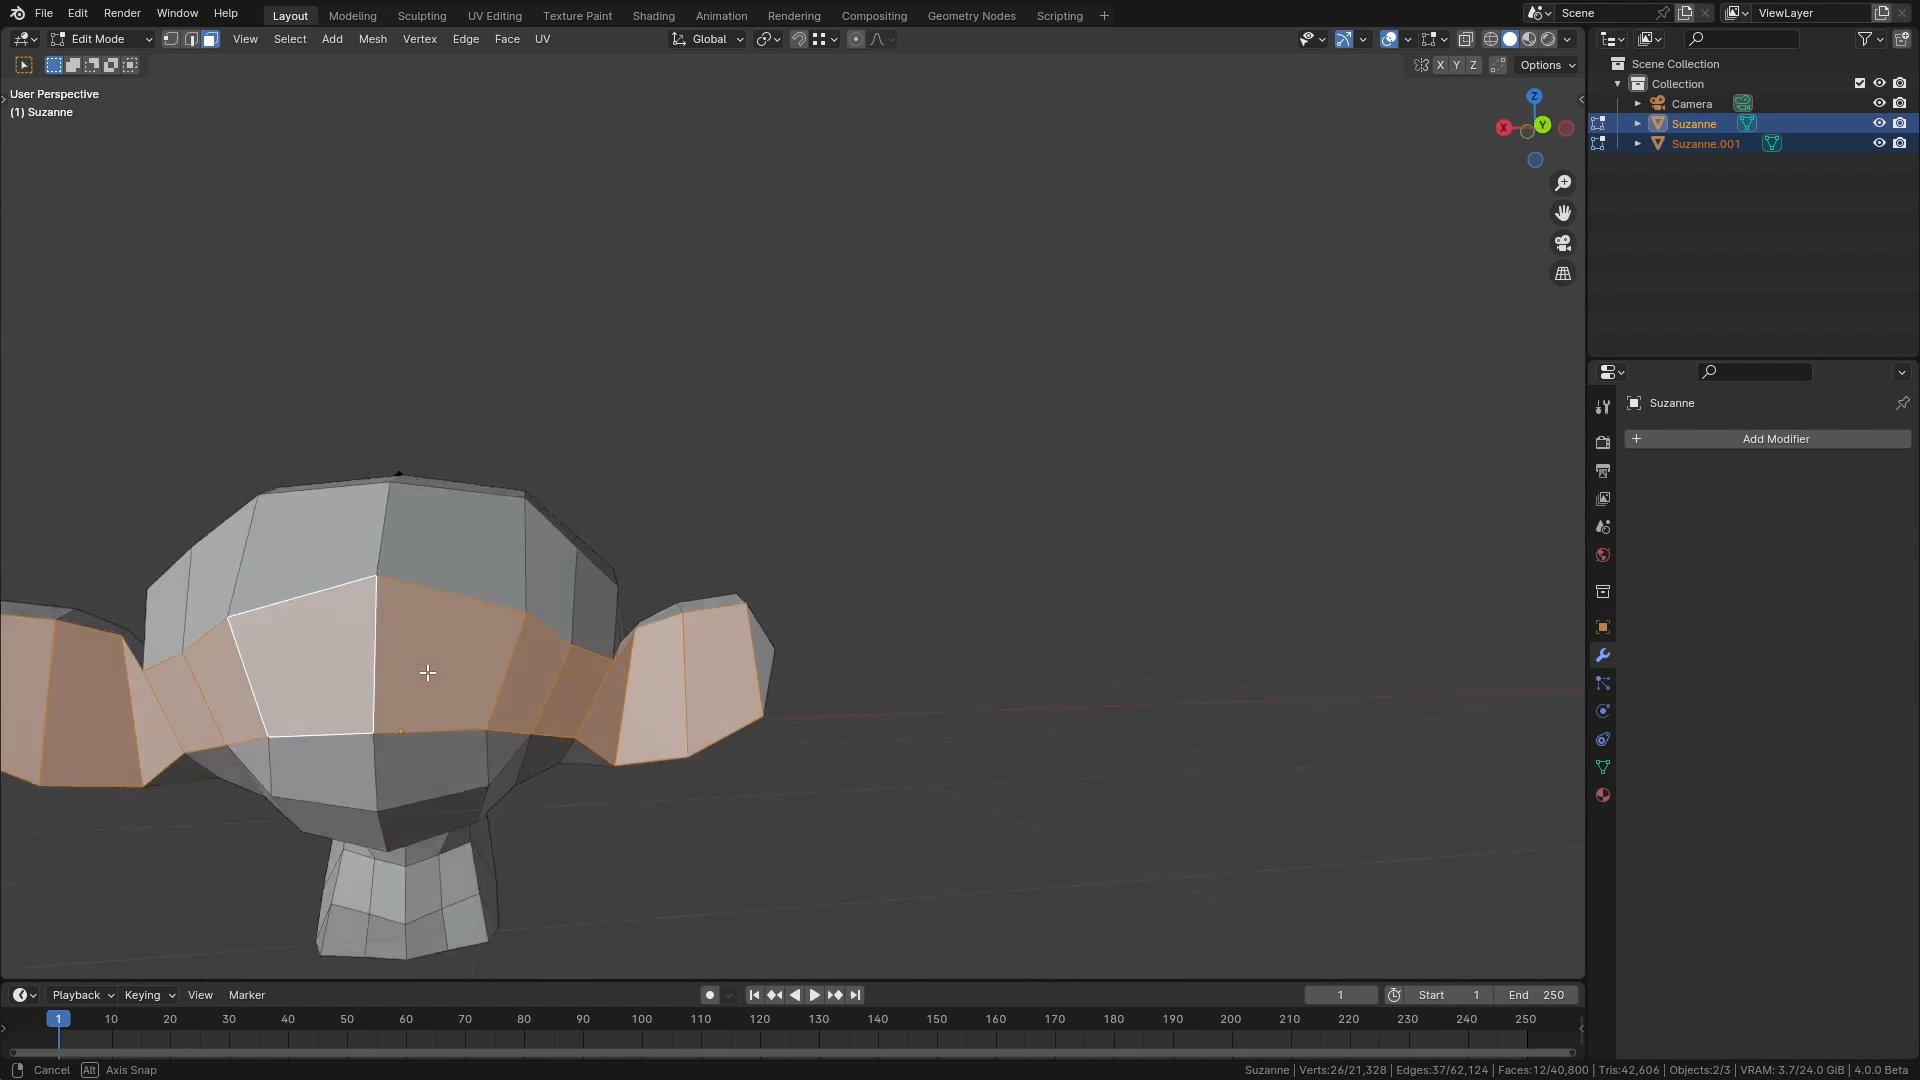 File Edit Render Window Help
Layout Modeling Sculpting UV Editing Texture Paint Shading Animation Rendering Compositing Geometry Nodes Scripting +
Scene
ViewLayer
Edit Mode View Select Add Mesh Vertex Edge Face UV
Global
X Y Z Options
User Perspective
(1) Suzanne
Z
X
Y
Scene Collection
Collection
Camera
Suzanne
Suzanne.001
Suzanne
+ Add Modifier
Playback Keying View Marker
1
Start 1
End 250
1 10 20 30 40 50 60 70 80 90 100 110 120 130 140 150 160 170 180 190 200 210 220 230 240 250
Cancel Alt Axis Snap
Suzanne | Verts:26/21,328 | Edges:37/62,124 | Faces:12/40,800 | Tris:42,606 | Objects:2/3 | VRAM: 3.7/24.0 GiB | 4.0.0 Beta